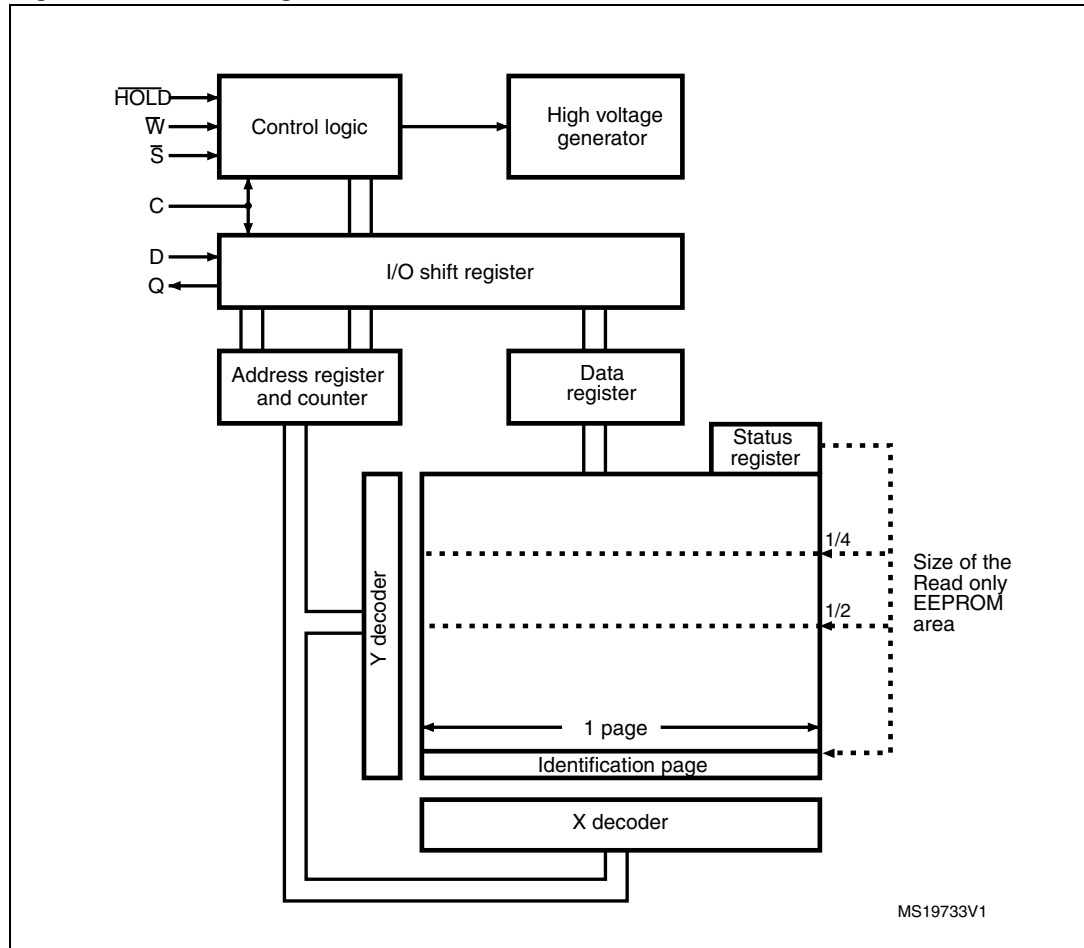 HOLD
W
S
C
D
Q
Control logic
High voltage
generator
I/O shift register
Address register
and counter
Data
register
Status
register
1/4
1/2
Size of the
Read only
EEPROM
area
Y decoder
1 page
Identification page
X decoder
MS19733V1